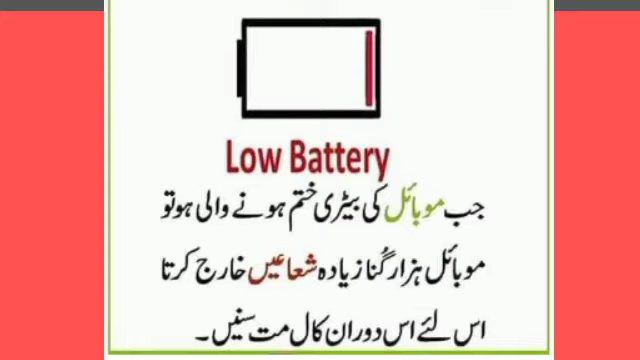 Low Battery
جب موبائل کی بیٹری ختم ہونے والی ہو تو
موبائل ہزار گُنا زیادہ شعاعیں خارج کرتا
اس لئے اس دوران کال مت سنیں۔